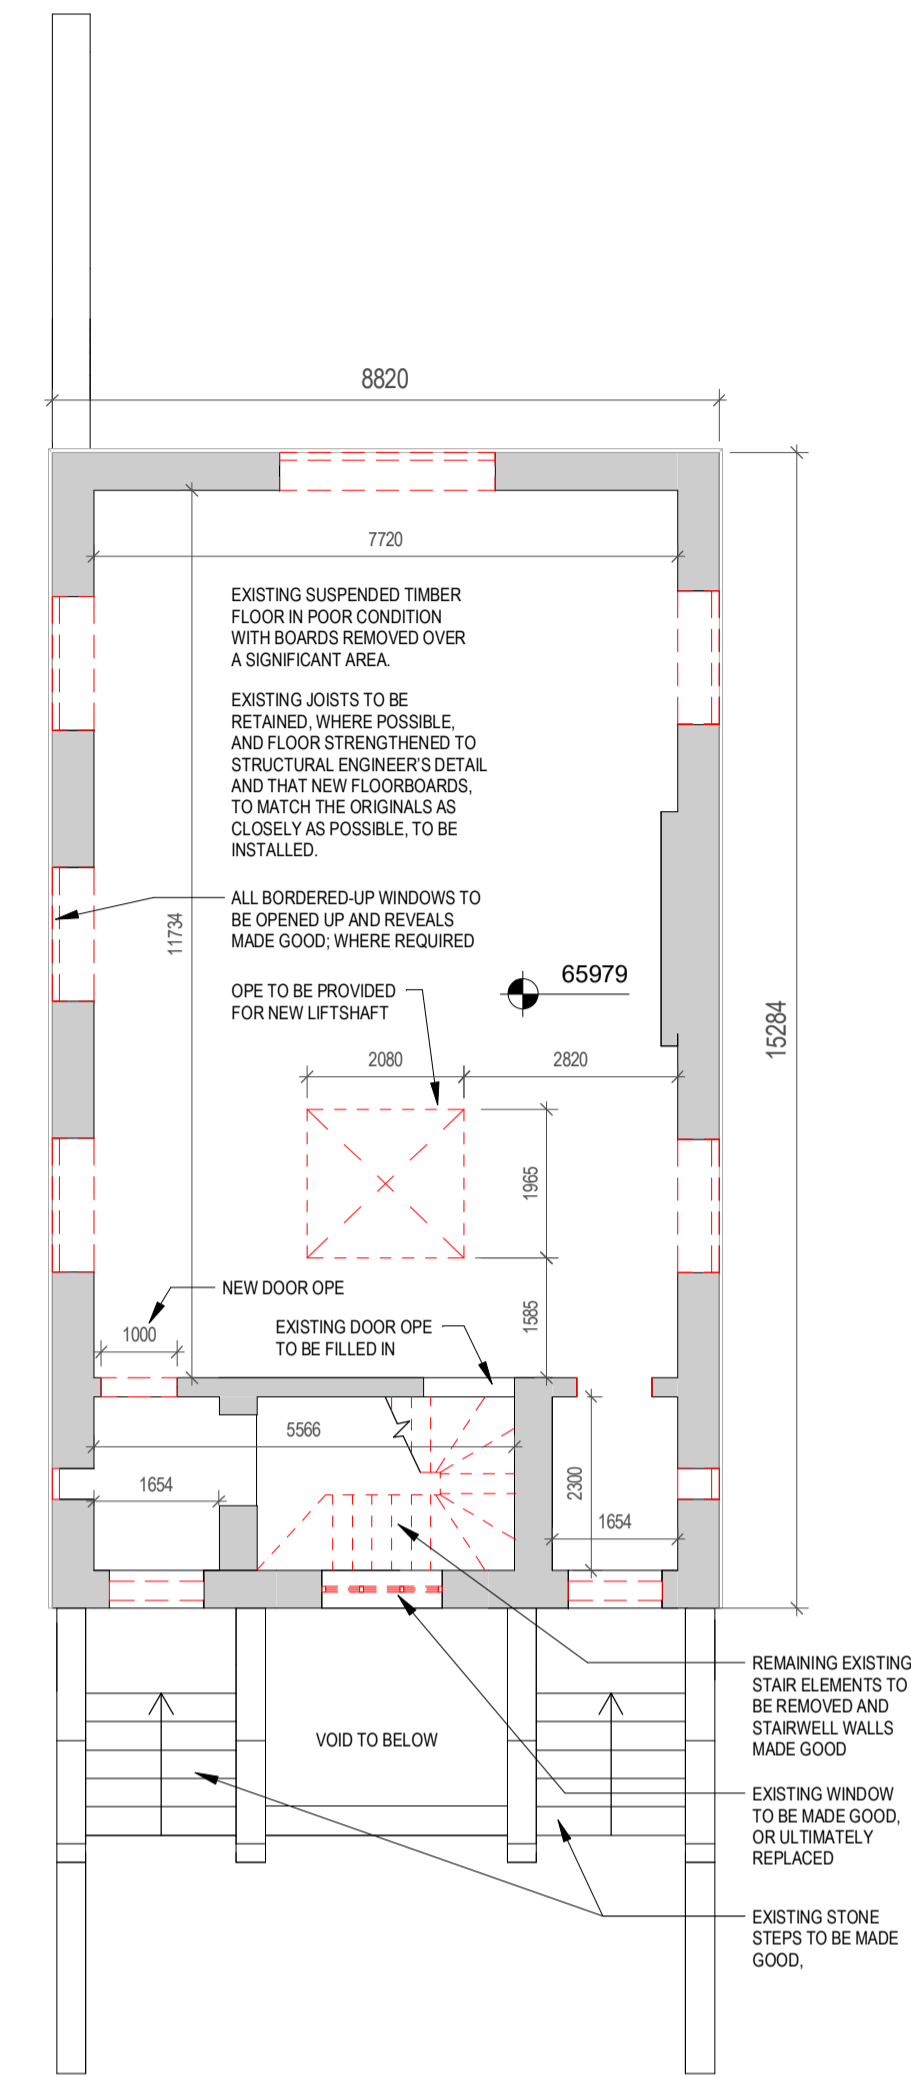 8820
7720
EXISTING SUSPENDED TIMBER
FLOOR IN POOR CONDITION
WITH BOARDS REMOVED OVER
A SIGNIFICANT AREA.
EXISTING JOISTS TO BE
RETAINED, WHERE POSSIBLE,
AND FLOOR STRENGTHENED TO
STRUCTURAL ENGINEER'S DETAIL
AND THAT NEW FLOORBOARDS,
TO MATCH THE ORIGINALS AS
CLOSELY AS POSSIBLE, TO BE
INSTALLED.
ALL BORDERED-UP WINDOWS TO
BE OPENED UP AND REVEALS
MADE GOOD; WHERE REQUIRED
11734
65979
OPE TO BE PROVIDED
FOR NEW LIFTSHAFT
15284
2080
2820
1965
NEW DOOR OPE
1585
1000
EXISTING DOOR OPE
TO BE FILLED IN
5566
1654
2300
1654
REMAINING EXISTING
STAIR ELEMENTS TO
BE REMOVED AND
STAIRWELL WALLS
MADE GOOD
VOID TO BELOW
EXISTING WINDOW
TO BE MADE GOOD,
OR ULTIMATELY
REPLACED
EXISTING STONE
STEPS TO BE MADE
GOOD,